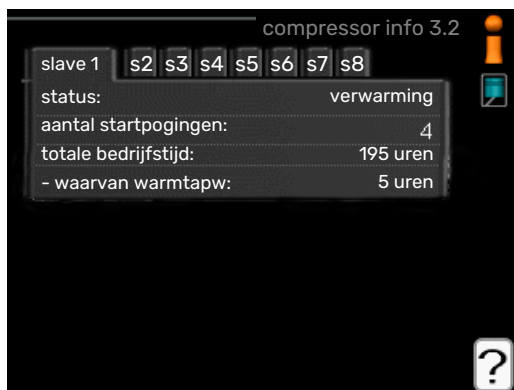 compressor info 3.2
slave 1 s2 s3 s4 s5 s6 s7 s8
status: verwarming
aantal startpogingen: 4
totale bedrijfstijd: 195 uren
- waarvan warmtapw: 5 uren
?